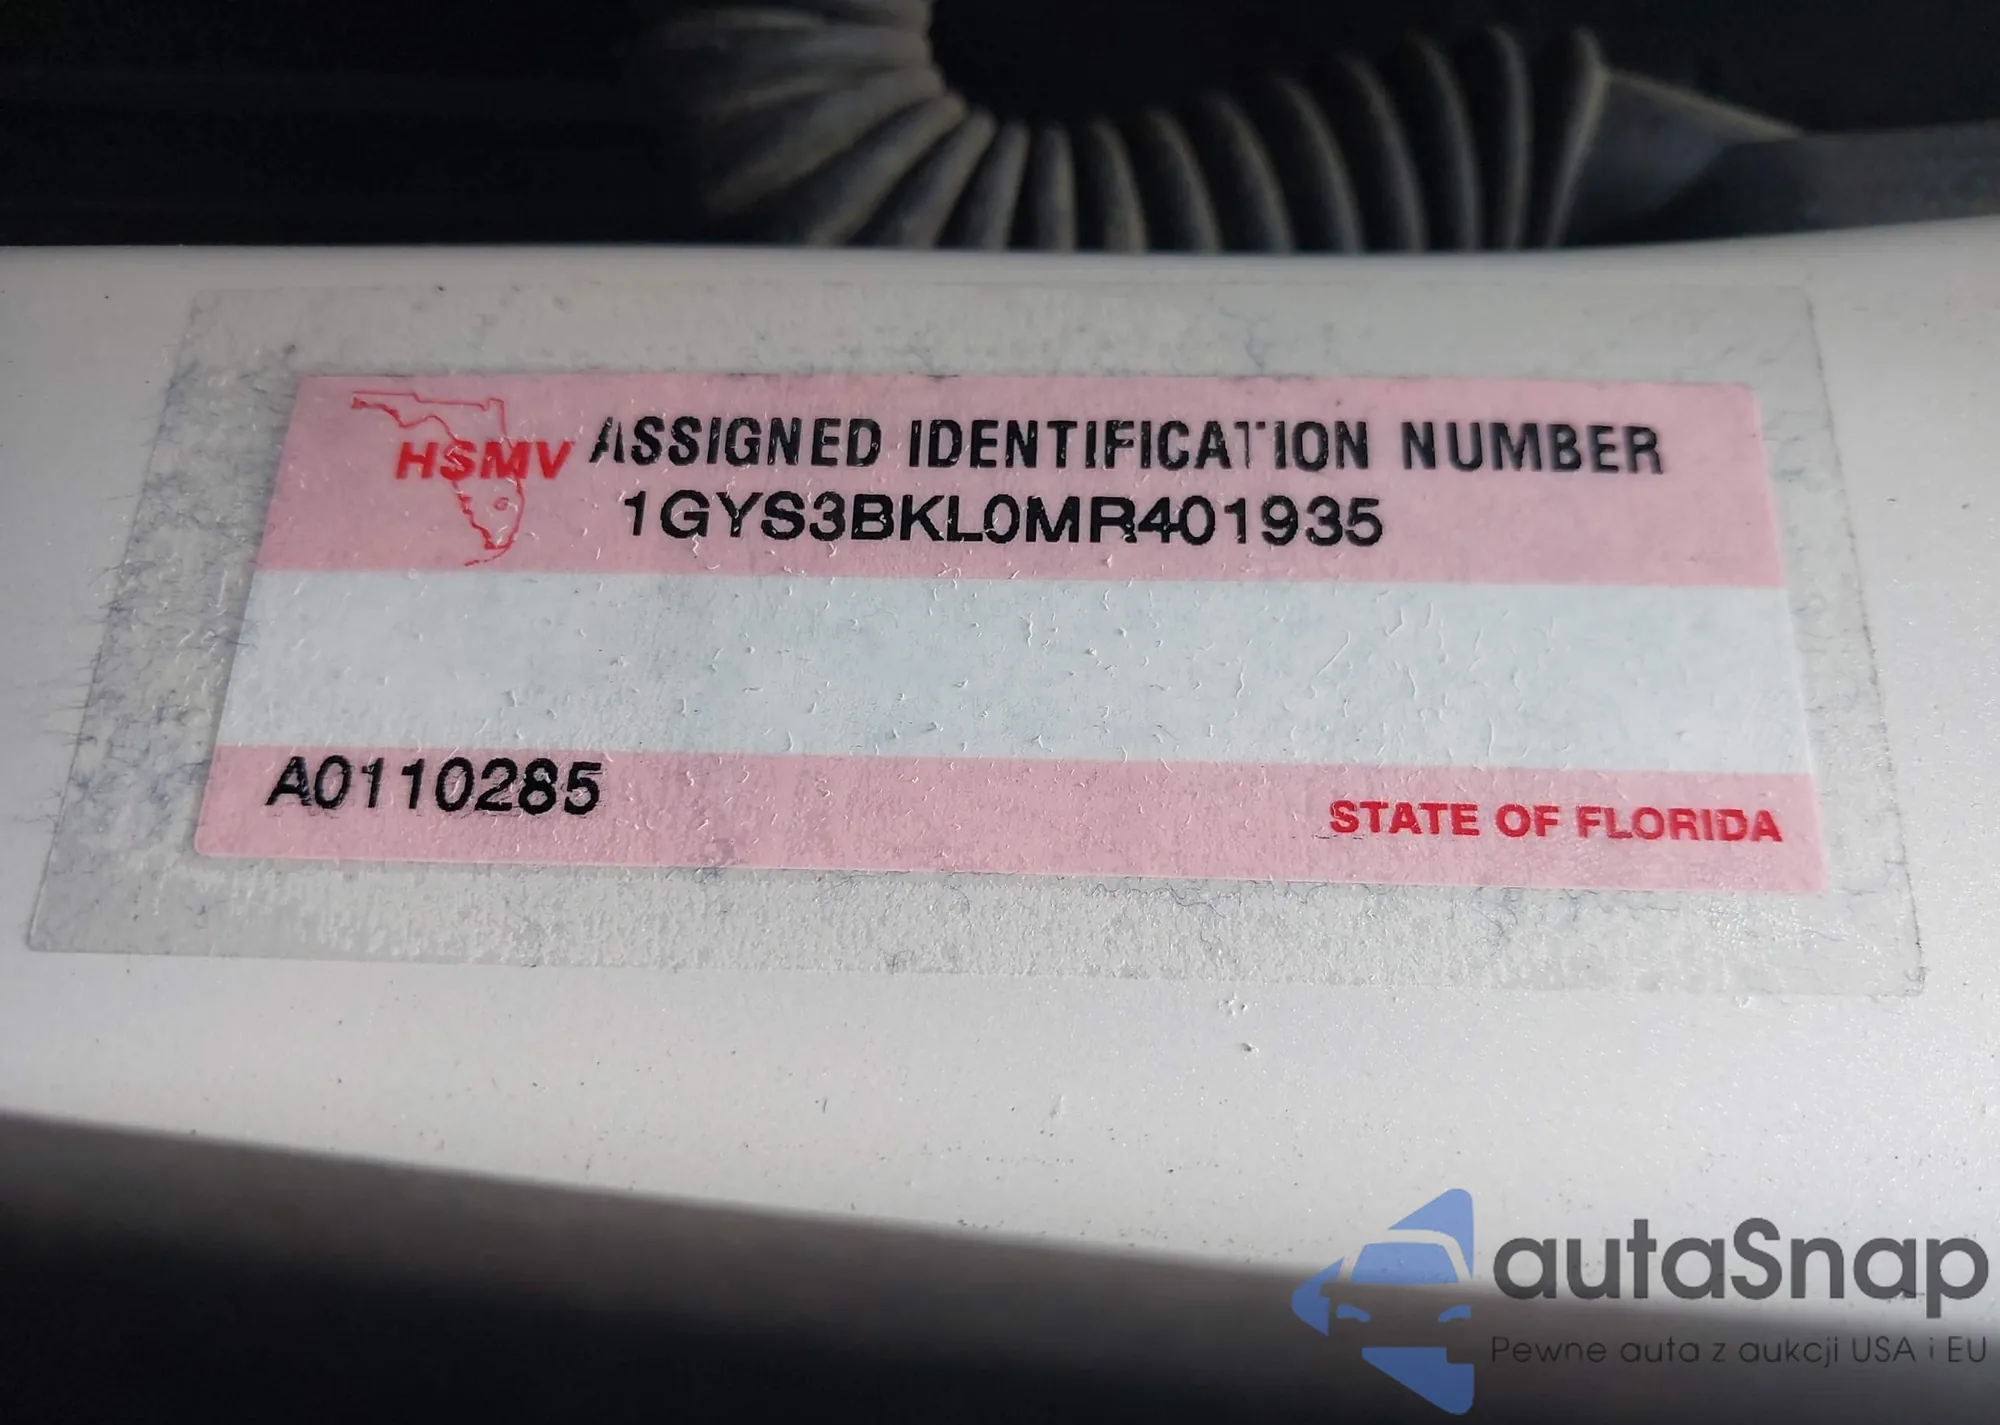 HSMV ASSIGNED IDENTIFICATION NUMBER
1GYS3BKL0MR401935
A0110285
STATE OF FLORIDA
autaSnap
Pewne auta z aukcji USA i EU